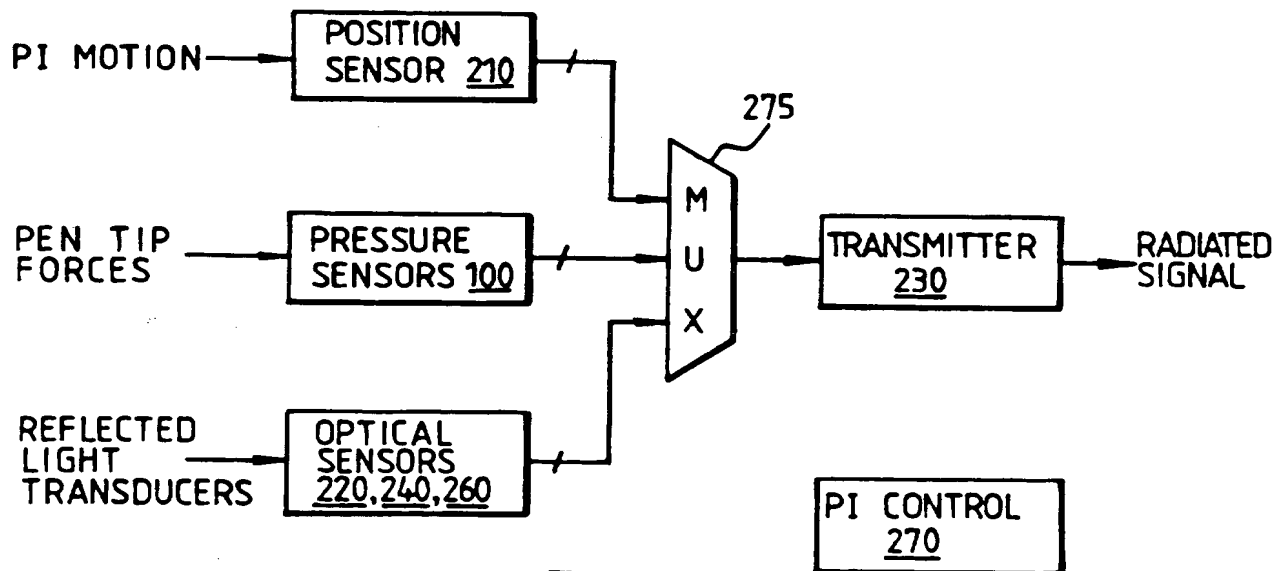 PI MOTION
POSITION
SENSOR 210
275
PEN TIP
FORCES
PRESSURE
SENSORS 100
M
U
X
TRANSMITTER
230
RADIATED
SIGNAL
REFLECTED
LIGHT
TRANSDUCERS
OPTICAL
SENSORS
220, 240, 260
PI CONTROL
270